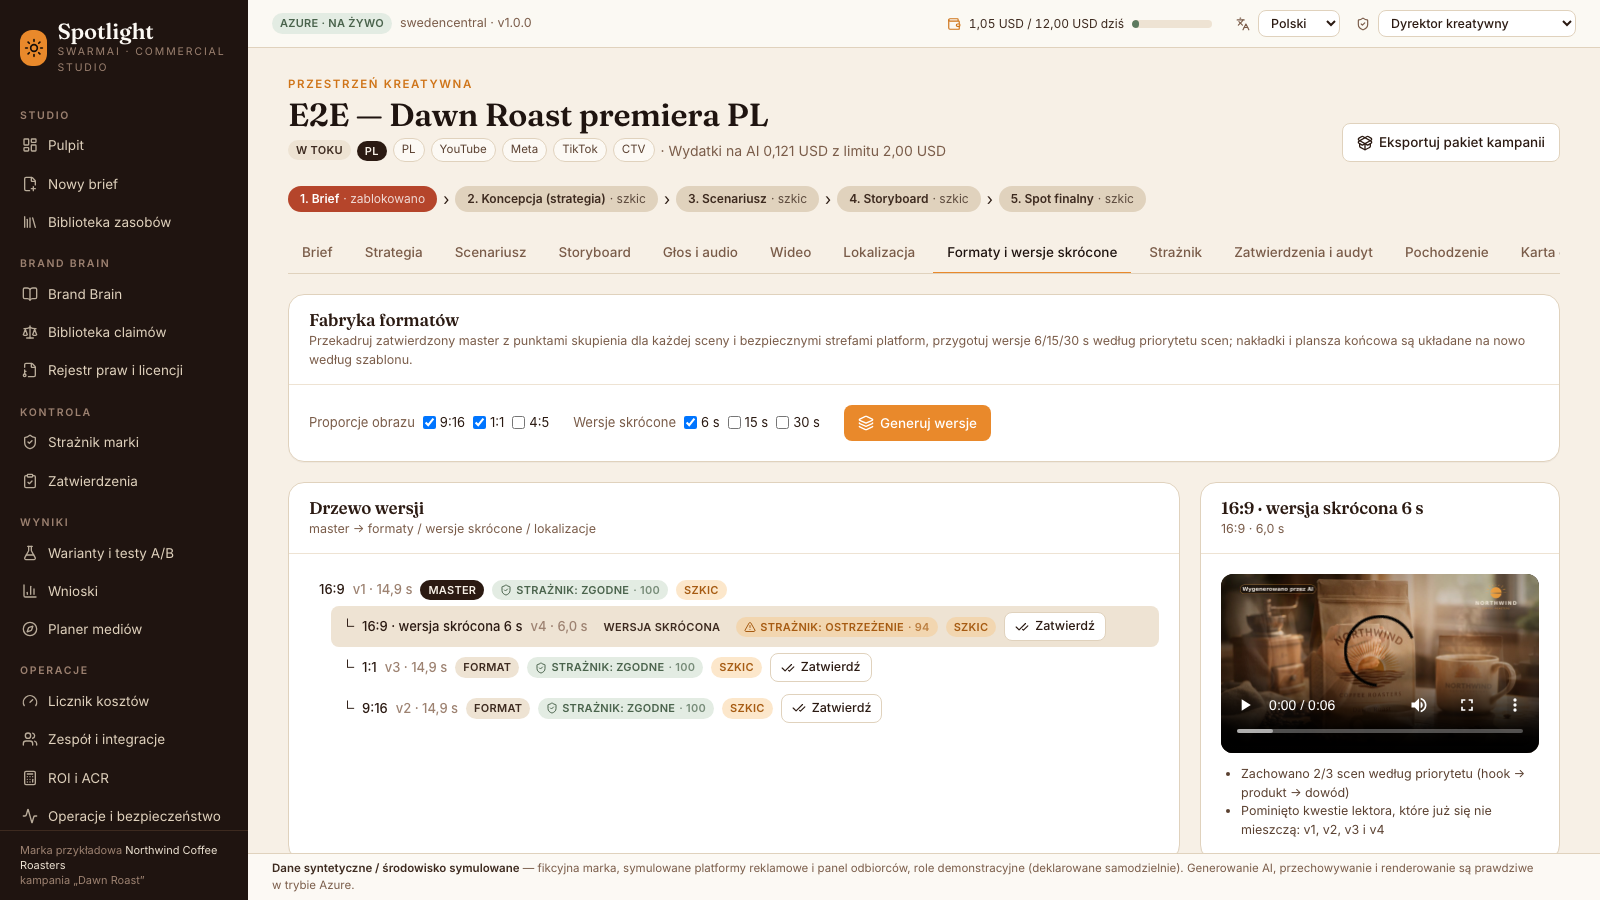 Spotlight
SWARMAI · COMMERCIAL
STUDIO
STUDIO
Pulpit
Nowy brief
Biblioteka zasobów
BRAND BRAIN
Brand Brain
Biblioteka claimów
Rejestr praw i licencji
KONTROLA
Strażnik marki
Zatwierdzenia
WYNIKI
Warianty i testy A/B
Wnioski
Planer mediów
OPERACJE
Licznik kosztów
Zespół i integracje
ROI i ACR
Operacje i bezpieczeństwo
Marka przykładowa Northwind Coffee
Roasters
kampania „Dawn Roast”
AZURE · NA ŻYWO swedencentral · v1.0.0
1,05 USD / 12,00 USD dziś
Polski
Dyrektor kreatywny
PRZESTRZEŃ KREATYWNA
E2E — Dawn Roast premiera PL
W TOKU PL PL YouTube Meta TikTok CTV · Wydatki na AI 0,121 USD z limitu 2,00 USD
Eksportuj pakiet kampanii
1. Brief · zablokowano › 2. Koncepcja (strategia) · szkic › 3. Scenariusz · szkic › 4. Storyboard · szkic › 5. Spot finalny · szkic
Brief Strategia Scenariusz Storyboard Głos i audio Wideo Lokalizacja Formaty i wersje skrócone Strażnik Zatwierdzenia i audyt Pochodzenie Karta
Fabryka formatów
Przekadruj zatwierdzony master z punktami skupienia dla każdej sceny i bezpiecznymi strefami platform, przygotuj wersje 6/15/30 s według priorytetu scen; nakładki i plansza końcowa są układane na nowo
według szablonu.
Proporcje obrazu 9:16 1:1 4:5 Wersje skrócone 6 s 15 s 30 s Generuj wersje
Drzewo wersji
master → formaty / wersje skrócone / lokalizacje
16:9 v1 · 14,9 s MASTER STRAŻNIK: ZGODNE · 100 SZKIC
└ 16:9 · wersja skrócona 6 s v4 · 6,0 s WERSJA SKRÓCONA STRAŻNIK: OSTRZEŻENIE · 94 SZKIC Zatwierdź
└ 1:1 v3 · 14,9 s FORMAT STRAŻNIK: ZGODNE · 100 SZKIC Zatwierdź
└ 9:16 v2 · 14,9 s FORMAT STRAŻNIK: ZGODNE · 100 SZKIC Zatwierdź
16:9 · wersja skrócona 6 s
16:9 · 6,0 s
Wygenerowano przez AI
NORTHWIND
NORTHWIND
COFFEE ROASTERS
0:00 / 0:06
• Zachowano 2/3 scen według priorytetu (hook →
produkt → dowód)
• Pominięto kwestie lektora, które już się nie
mieszczą: v1, v2, v3 i v4
Dane syntetyczne / środowisko symulowane — fikcyjna marka, symulowane platformy reklamowe i panel odbiorców, role demonstracyjne (deklarowane samodzielnie). Generowanie AI, przechowywanie i renderowanie są prawdziwe
w trybie Azure.